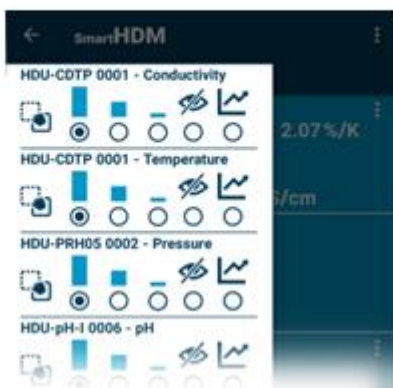 SmartHDM
HDU-CDTP 0001 - Conductivity
2.07%/K
HDU-CDTP 0001 - Temperature
S/cm
HDU-PRH05 0002 - Pressure
HDU-pH-I 0006 - pH